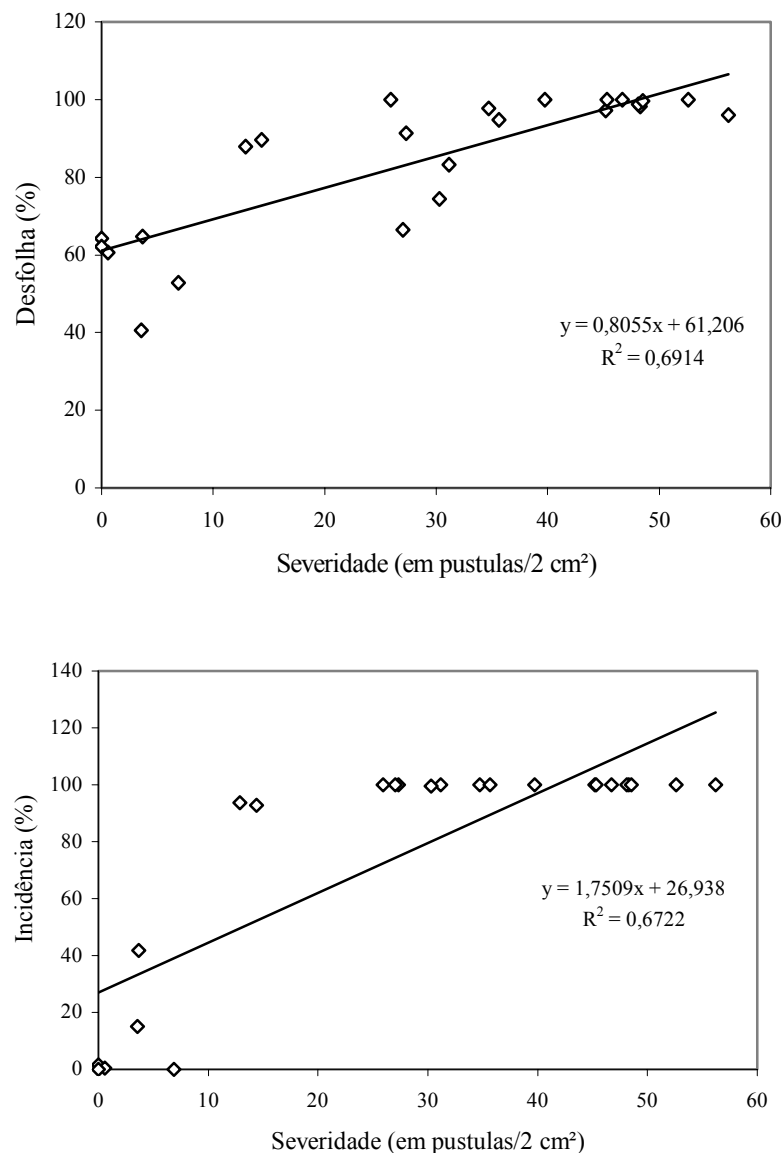 120
100
80
60
40
20
0
Desfolha (%)
y = 0,8055x + 61,206
R² = 0,6914
0 10 20 30 40 50 60
Severidade (em pustulas/2 cm²)
140
120
100
80
60
40
20
0
Incidência (%)
y = 1,7509x + 26,938
R² = 0,6722
0 10 20 30 40 50 60
Severidade (em pustulas/2 cm²)